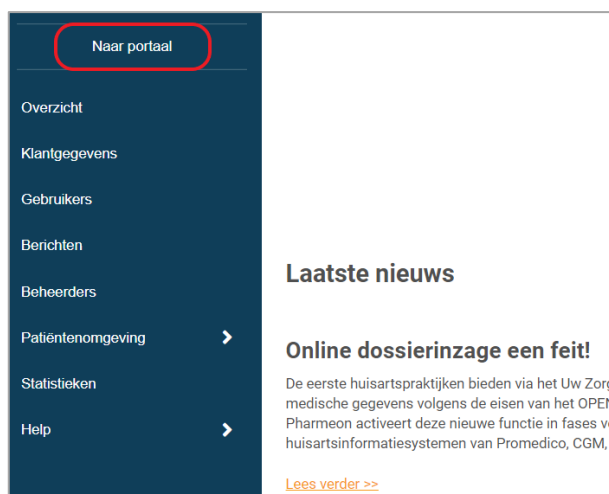 Naar portaal
Overzicht
Klantgegevens
Gebruikers
Berichten
Beheerders
Patiëntenomgeving
Statistieken
Help
Laatste nieuws
Online dossierinzage een feit!
De eerste huisartspraktijken bieden via het Uw Zorg
medische gegevens volgens de eisen van het OPEN
Pharmeon activeert deze nieuwe functie in fases v
huisartsinformatiesystemen van Promedico, CGM,
Lees verder >>